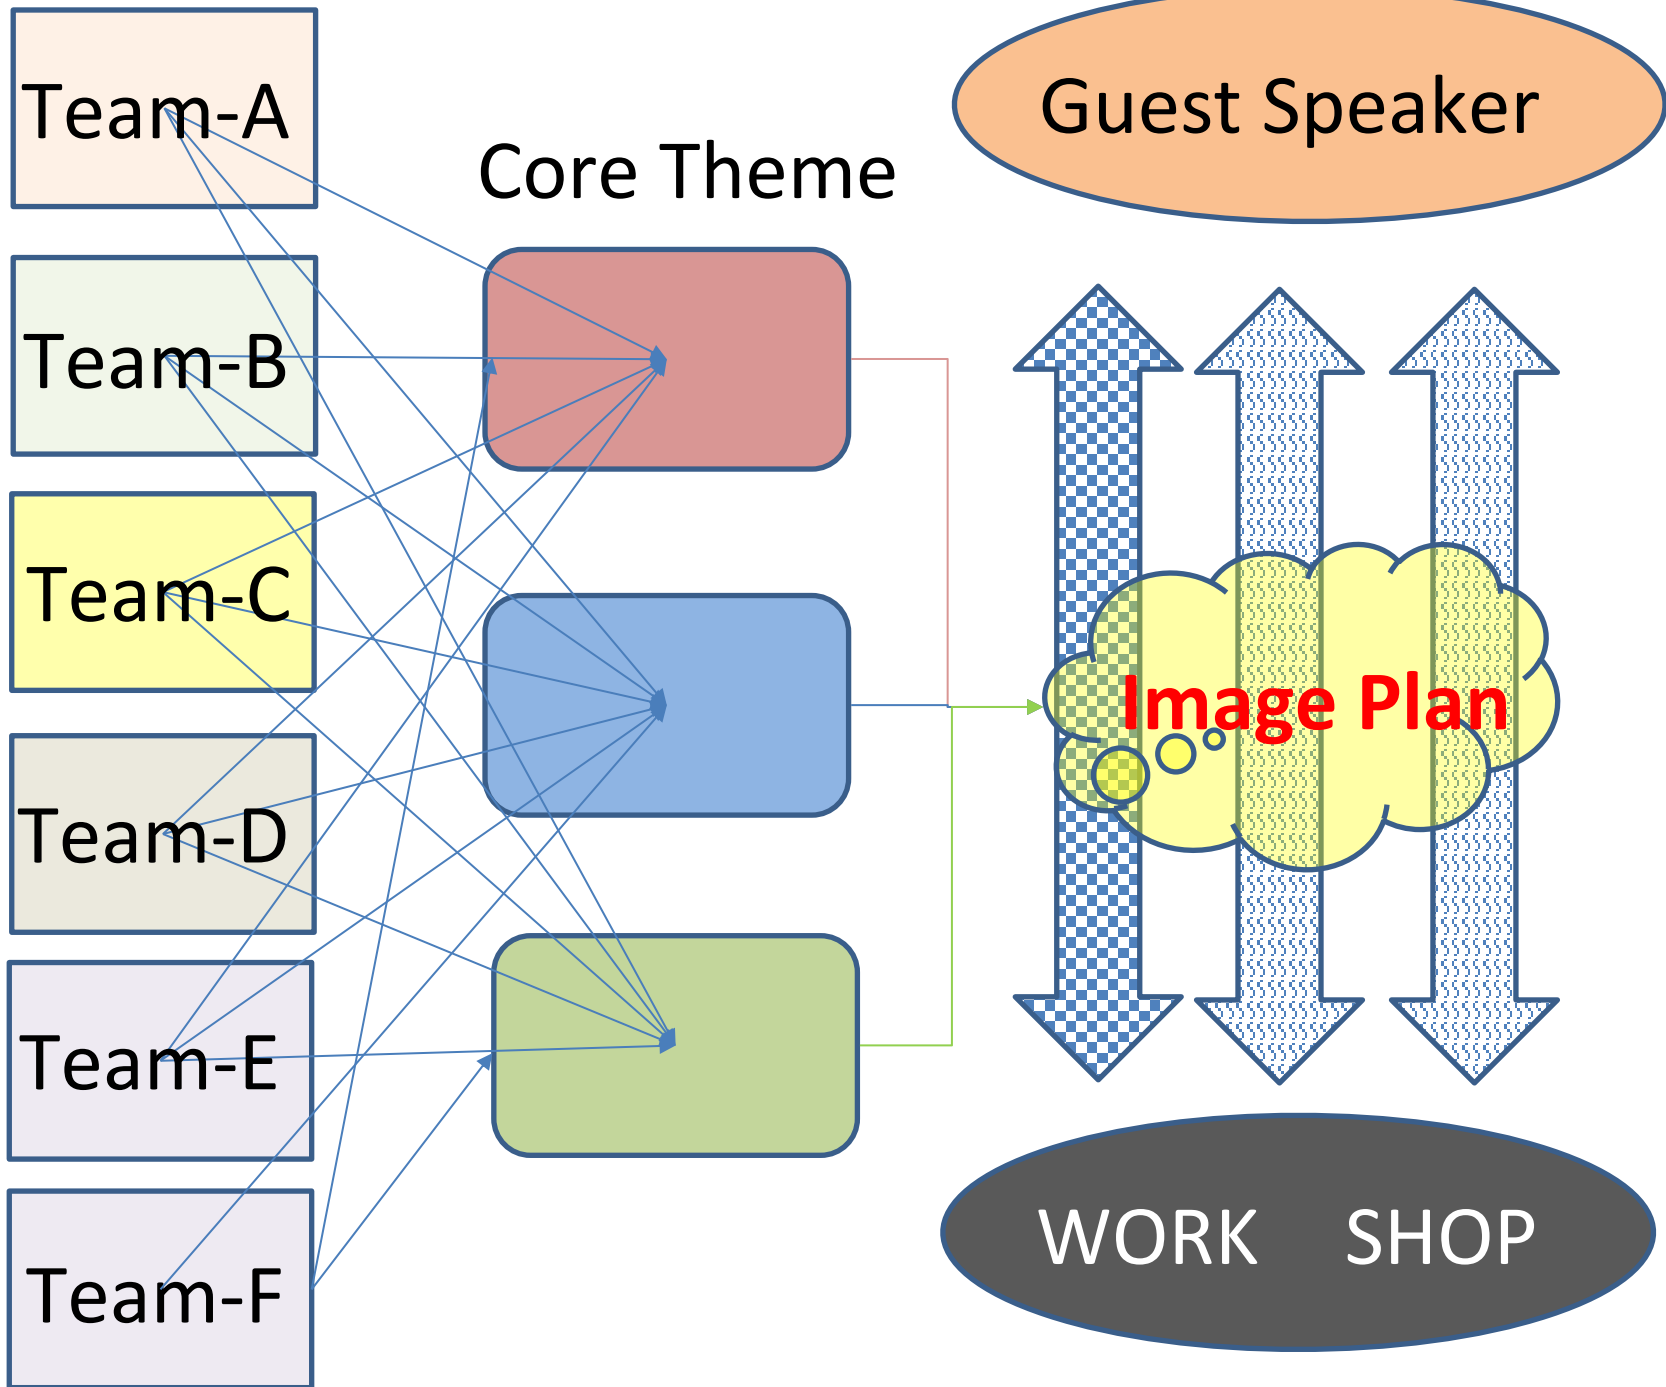 Team-A
Team-B
Team-C
Team-D
Team-E
Team-F
Core Theme
Guest Speaker
Image Plan
WORK SHOP